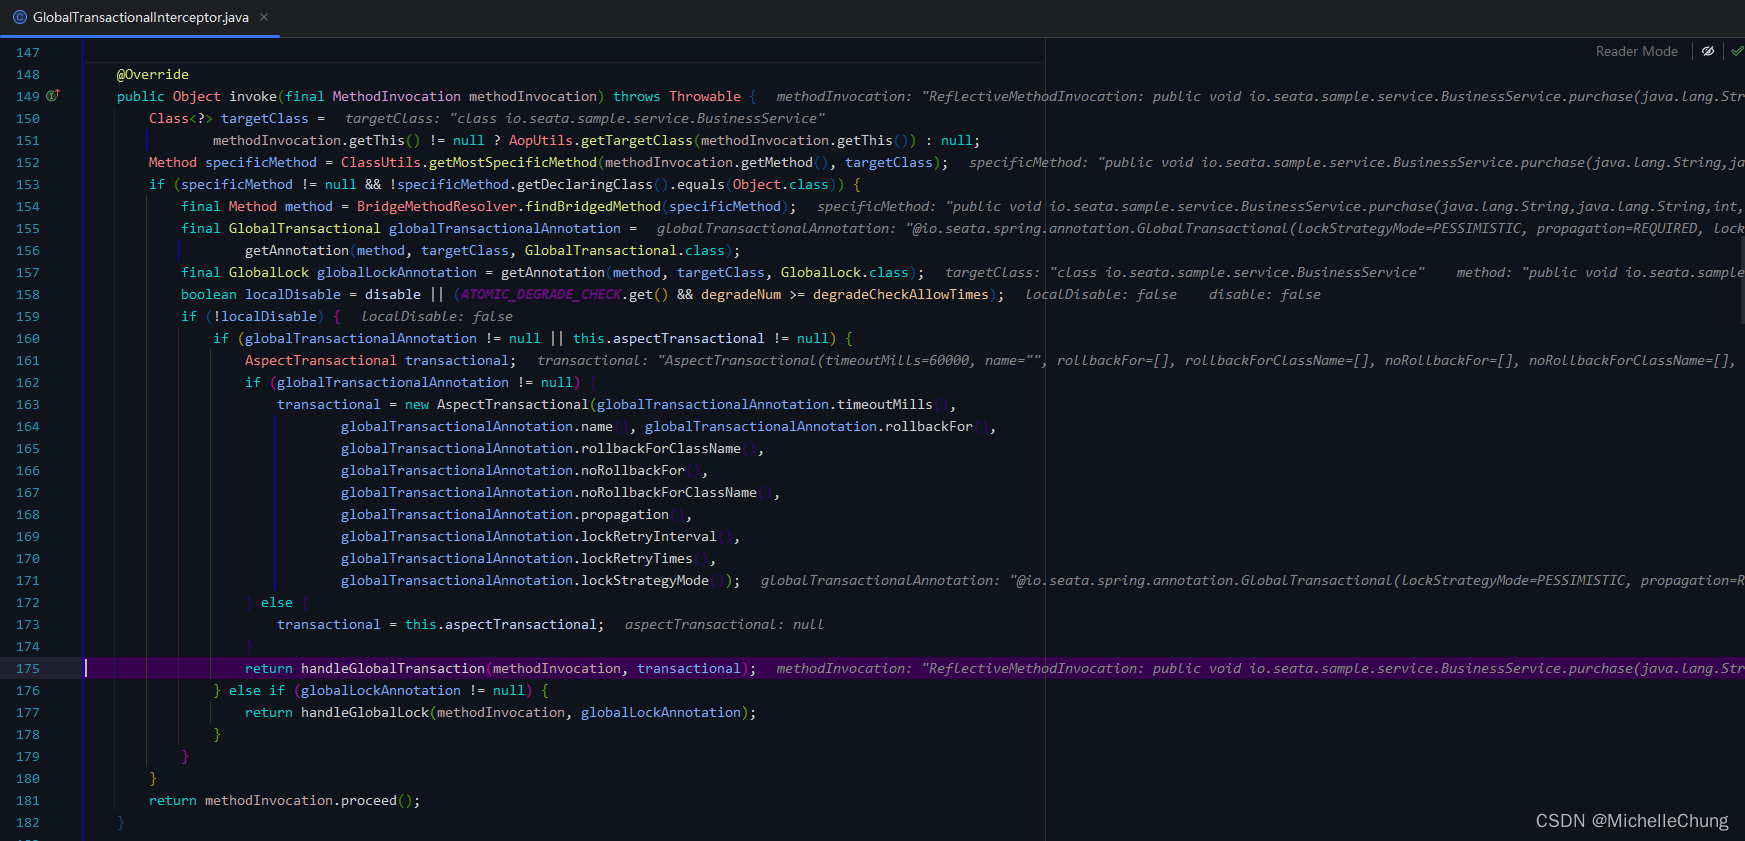 GlobalTransactionalInterceptor.java ×
Reader Mode
147
148 @Override
149 public Object invoke(final MethodInvocation methodInvocation) throws Throwable { methodInvocation: "ReflectiveMethodInvocation: public void io.seata.sample.service.BusinessService.purchase(java.lang.Str
150 Class<?> targetClass = targetClass: "class io.seata.sample.service.BusinessService"
151 methodInvocation.getThis() != null ? AopUtils.getTargetClass(methodInvocation.getThis()) : null;
152 Method specificMethod = ClassUtils.getMostSpecificMethod(methodInvocation.getMethod(), targetClass); specificMethod: "public void io.seata.sample.service.BusinessService.purchase(java.lang.String,ja
153 if (specificMethod != null && !specificMethod.getDeclaringClass().equals(Object.class)) {
154 final Method method = BridgeMethodResolver.findBridgedMethod(specificMethod); specificMethod: "public void io.seata.sample.service.BusinessService.purchase(java.lang.String,java.lang.String,int,
155 final GlobalTransactional globalTransactionalAnnotation = globalTransactionalAnnotation: "@io.seata.spring.annotation.GlobalTransactional(lockStrategyMode=PESSIMISTIC, propagation=REQUIRED, lock
156 getAnnotation(method, targetClass, GlobalTransactional.class);
157 final GlobalLock globalLockAnnotation = getAnnotation(method, targetClass, GlobalLock.class); targetClass: "class io.seata.sample.service.BusinessService" method: "public void io.seata.sample
158 boolean localDisable = disable || (ATOMIC_DEGRADE_CHECK.get() && degradeNum >= degradeCheckAllowTimes); localDisable: false disable: false
159 if (!localDisable) { localDisable: false
160 if (globalTransactionalAnnotation != null || this.aspectTransactional != null) {
161 AspectTransactional transactional; transactional: "AspectTransactional(timeoutMills=60000, name="", rollbackFor=[], rollbackForClassName=[], noRollbackFor=[], noRollbackForClassName=[],
162 if (globalTransactionalAnnotation != null) {
163 transactional = new AspectTransactional(globalTransactionalAnnotation.timeoutMills(),
164 globalTransactionalAnnotation.name(), globalTransactionalAnnotation.rollbackFor(),
165 globalTransactionalAnnotation.rollbackForClassName(),
166 globalTransactionalAnnotation.noRollbackFor(),
167 globalTransactionalAnnotation.noRollbackForClassName(),
168 globalTransactionalAnnotation.propagation(),
169 globalTransactionalAnnotation.lockRetryInterval(),
170 globalTransactionalAnnotation.lockRetryTimes(),
171 globalTransactionalAnnotation.lockStrategyMode()); globalTransactionalAnnotation: "@io.seata.spring.annotation.GlobalTransactional(lockStrategyMode=PESSIMISTIC, propagation=R
172 } else {
173 transactional = this.aspectTransactional; aspectTransactional: null
174 }
175 return handleGlobalTransaction(methodInvocation, transactional); methodInvocation: "ReflectiveMethodInvocation: public void io.seata.sample.service.BusinessService.purchase(java.lang.Str
176 } else if (globalLockAnnotation != null) {
177 return handleGlobalLock(methodInvocation, globalLockAnnotation);
178 }
179 }
180 }
181 return methodInvocation.proceed();
182 }
CSDN @MichelleChung